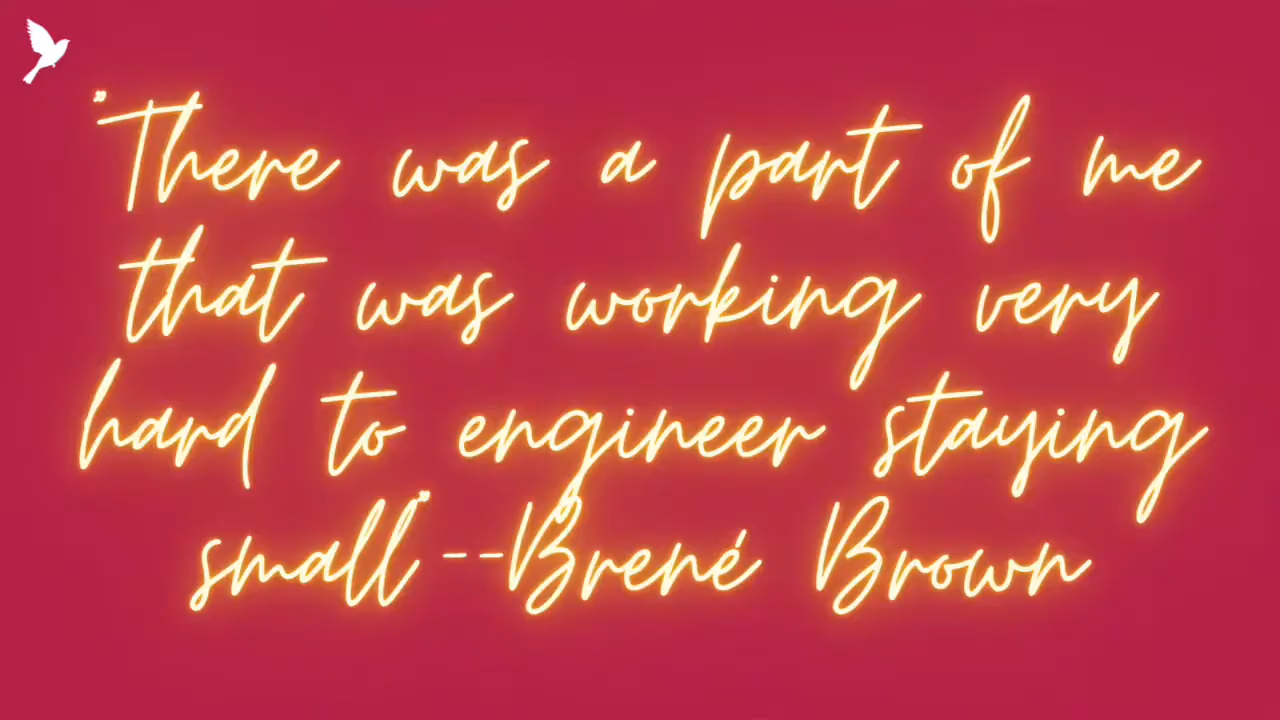 "There was a part of me
that was working very
hard to engineer staying
small"--Brené Brown